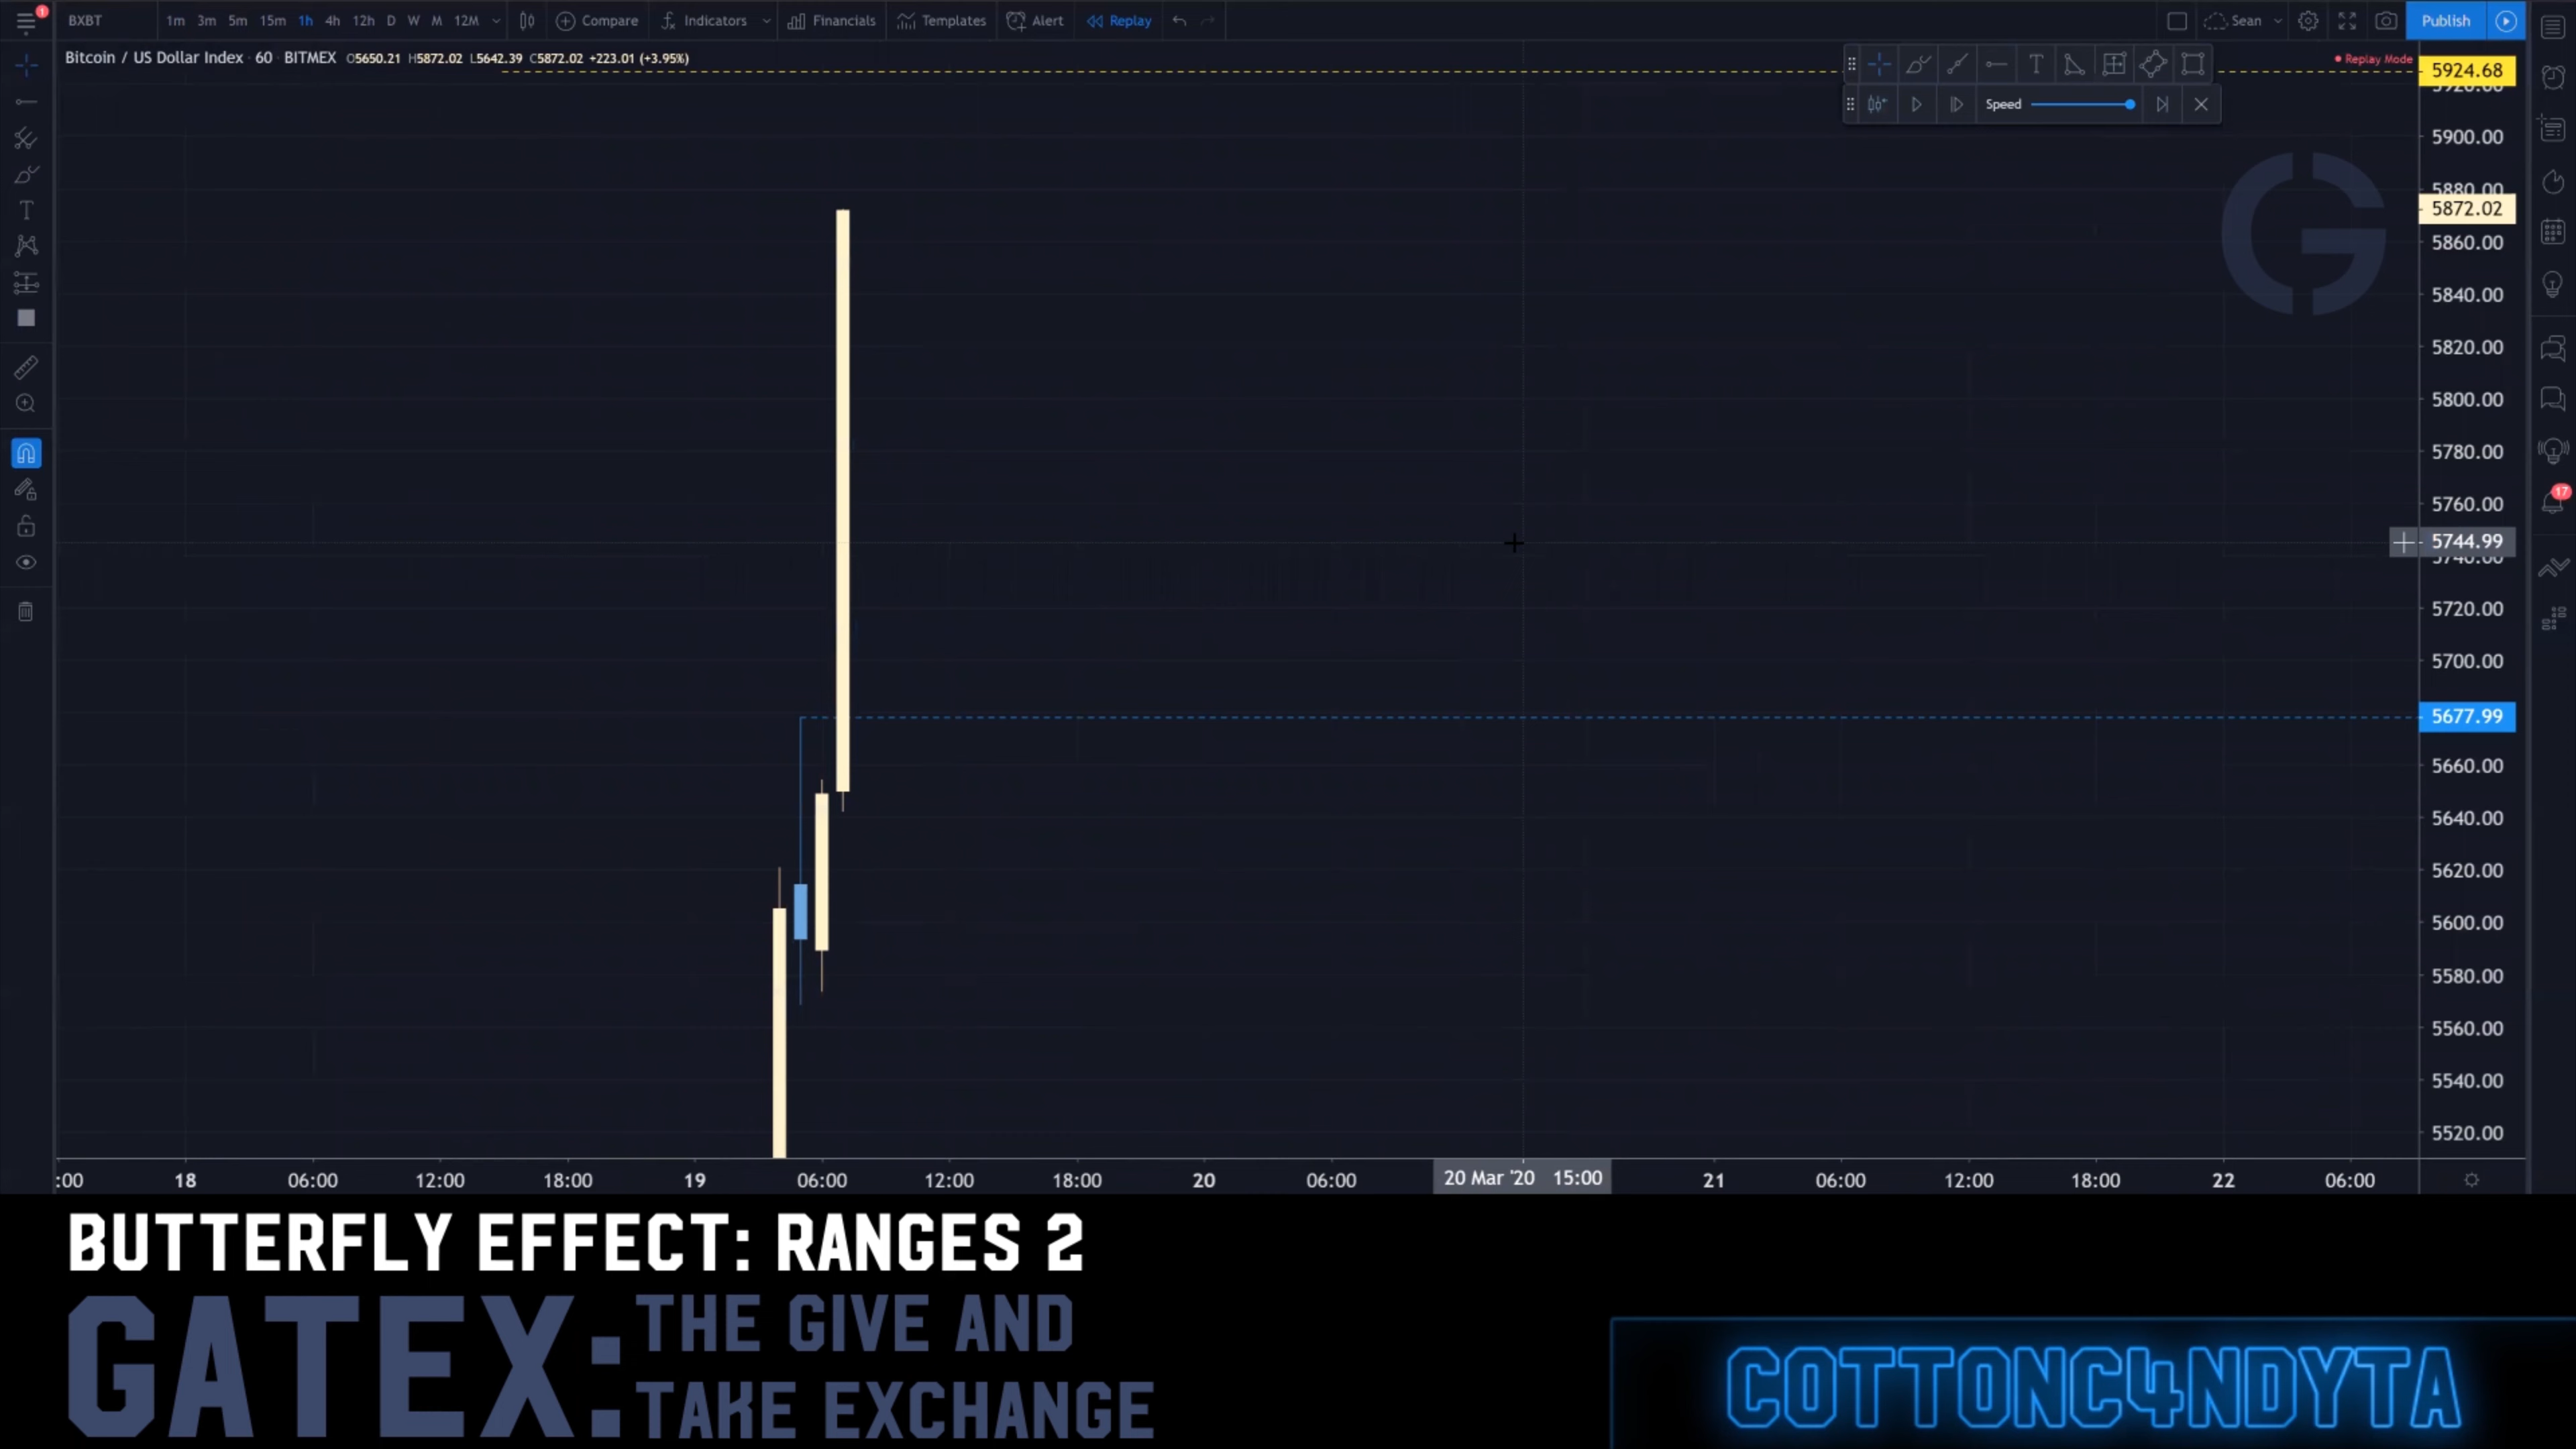 1
BXBT 1m 3m 5m 15m 1h 4h 12h D W M 12M Compare Indicators Financials Templates Alert Replay Sean Publish
Bitcoin / US Dollar Index · 60 · BITMEX O5650.21 H5872.02 L5642.39 C5872.02 +223.01 (+3.95%)
Replay Mode
5924.68
5920.00
Speed
5900.00
5880.00
5872.02
5860.00
5840.00
5820.00
5800.00
5780.00
5760.00
17
5744.99
5740.00
5720.00
5700.00
5677.99
5660.00
5640.00
5620.00
5600.00
5580.00
5560.00
5540.00
5520.00
:00 18 06:00 12:00 18:00 19 06:00 12:00 18:00 20 06:00 20 Mar '20 15:00 21 06:00 12:00 18:00 22 06:00
BUTTERFLY EFFECT: RANGES 2
GATEX: THE GIVE AND
TAKE EXCHANGE
COTTONC4NDYTA